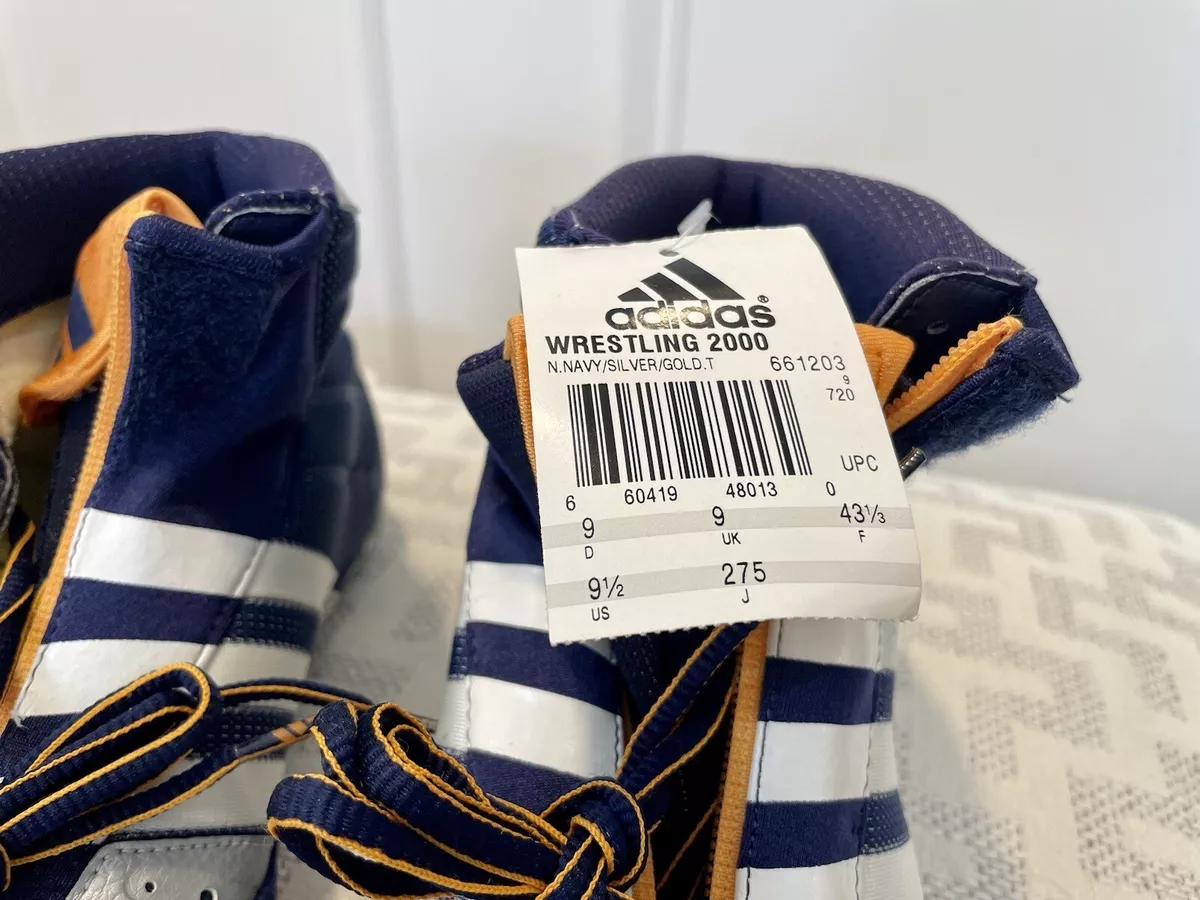 adidas®
WRESTLING 2000
N.NAVY/SILVER/GOLD.T 661203
9
720
UPC
6 60419 48013 0
9 9 43⅓
D UK F
9½ 275
US J